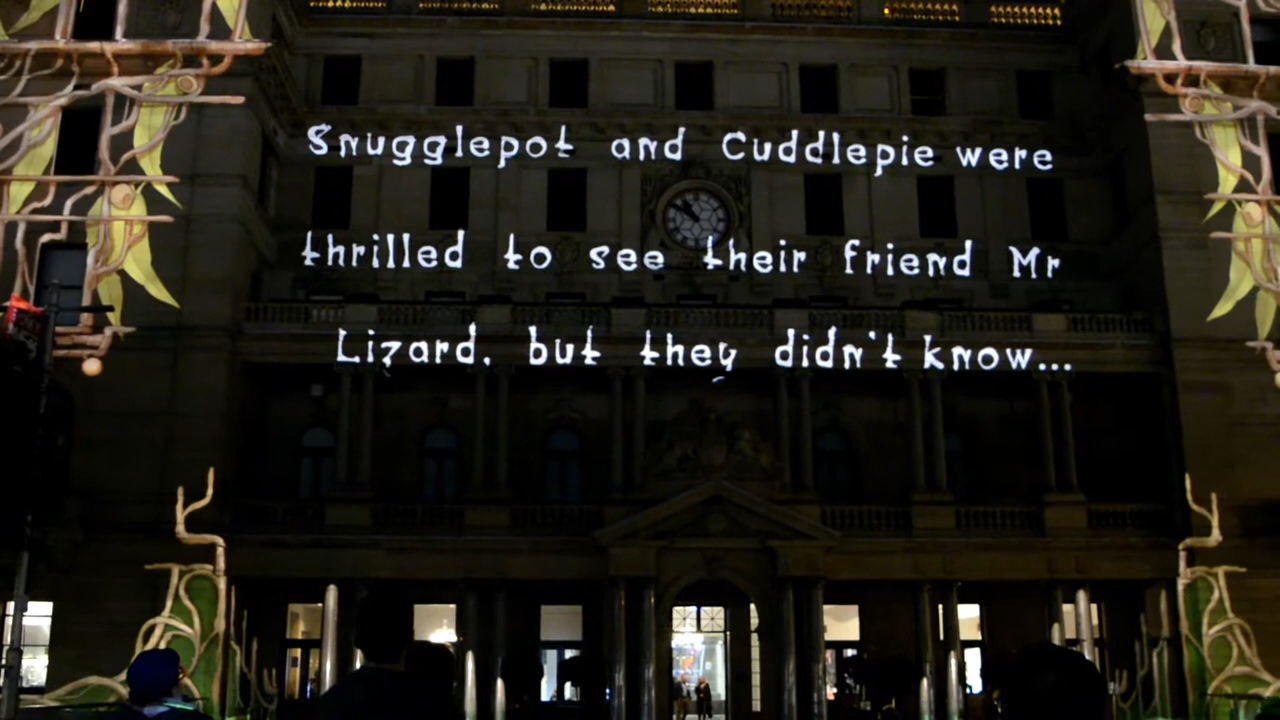 Snugglepot and Cuddlepie were
thrilled to see their friend Mr
Lizard, but they didn't know...